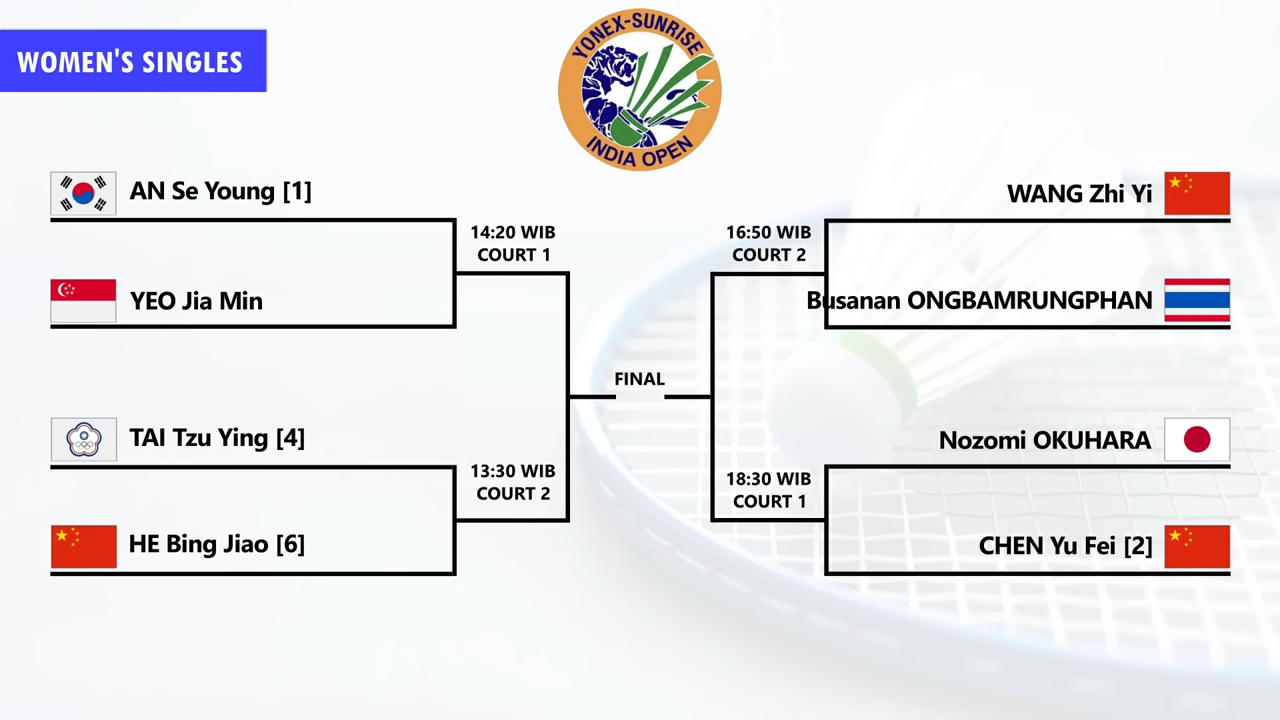 WOMEN'S SINGLES
YONEX-SUNRISE
INDIA OPEN
AN Se Young [1]
YEO Jia Min
14:20 WIB
COURT 1
TAI Tzu Ying [4]
HE Bing Jiao [6]
13:30 WIB
COURT 2
FINAL
WANG Zhi Yi
Busanan ONGBAMRUNGPHAN
16:50 WIB
COURT 2
Nozomi OKUHARA
CHEN Yu Fei [2]
18:30 WIB
COURT 1